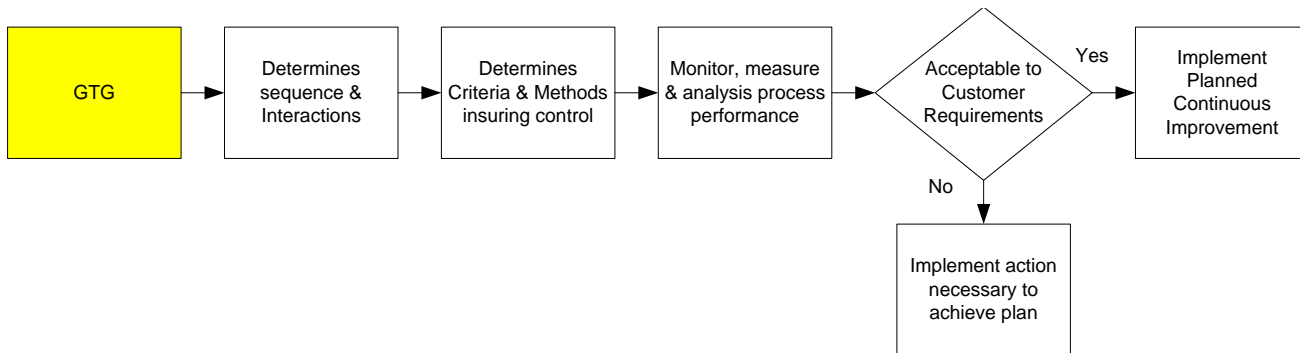 GTG
Determines
sequence &
Interactions
Determines
Criteria & Methods
insuring control
Monitor, measure
& analysis process
performance
Acceptable to
Customer
Requirements
Yes
Implement
Planned
Continuous
Improvement
No
Implement action
necessary to
achieve plan